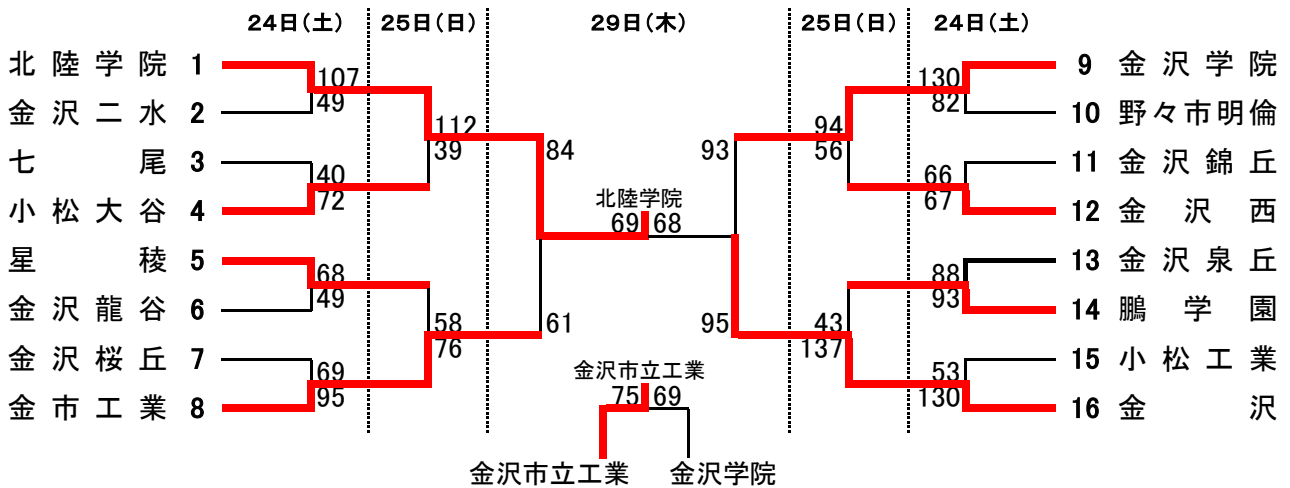 24日(土) 25日(日) 29日(木) 25日(日) 24日(土)
北陸学院 1 9 金沢学院
107 130
金沢二水 2 49 82 10 野々市明倫
112 94
七尾 3 39 84 93 56 11 金沢錦丘
40 66
小松大谷 4 72 北陸学院 67 12 金沢西
69 68
星稜 5 13 金沢泉丘
68 88
金沢龍谷 6 49 93 14 鵬学園
58 61 95 43
金沢桜丘 7 76 137 15 小松工業
69 金沢市立工業 53
金市工業 8 95 75 69 130 16 金沢
金沢市立工業 金沢学院